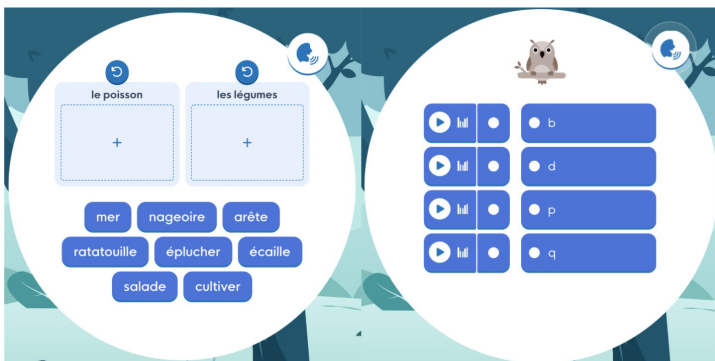 le poisson
les légumes
+
+
mer nageoire arête
ratatouille éplucher écaille
salade cultiver
b
d
p
q